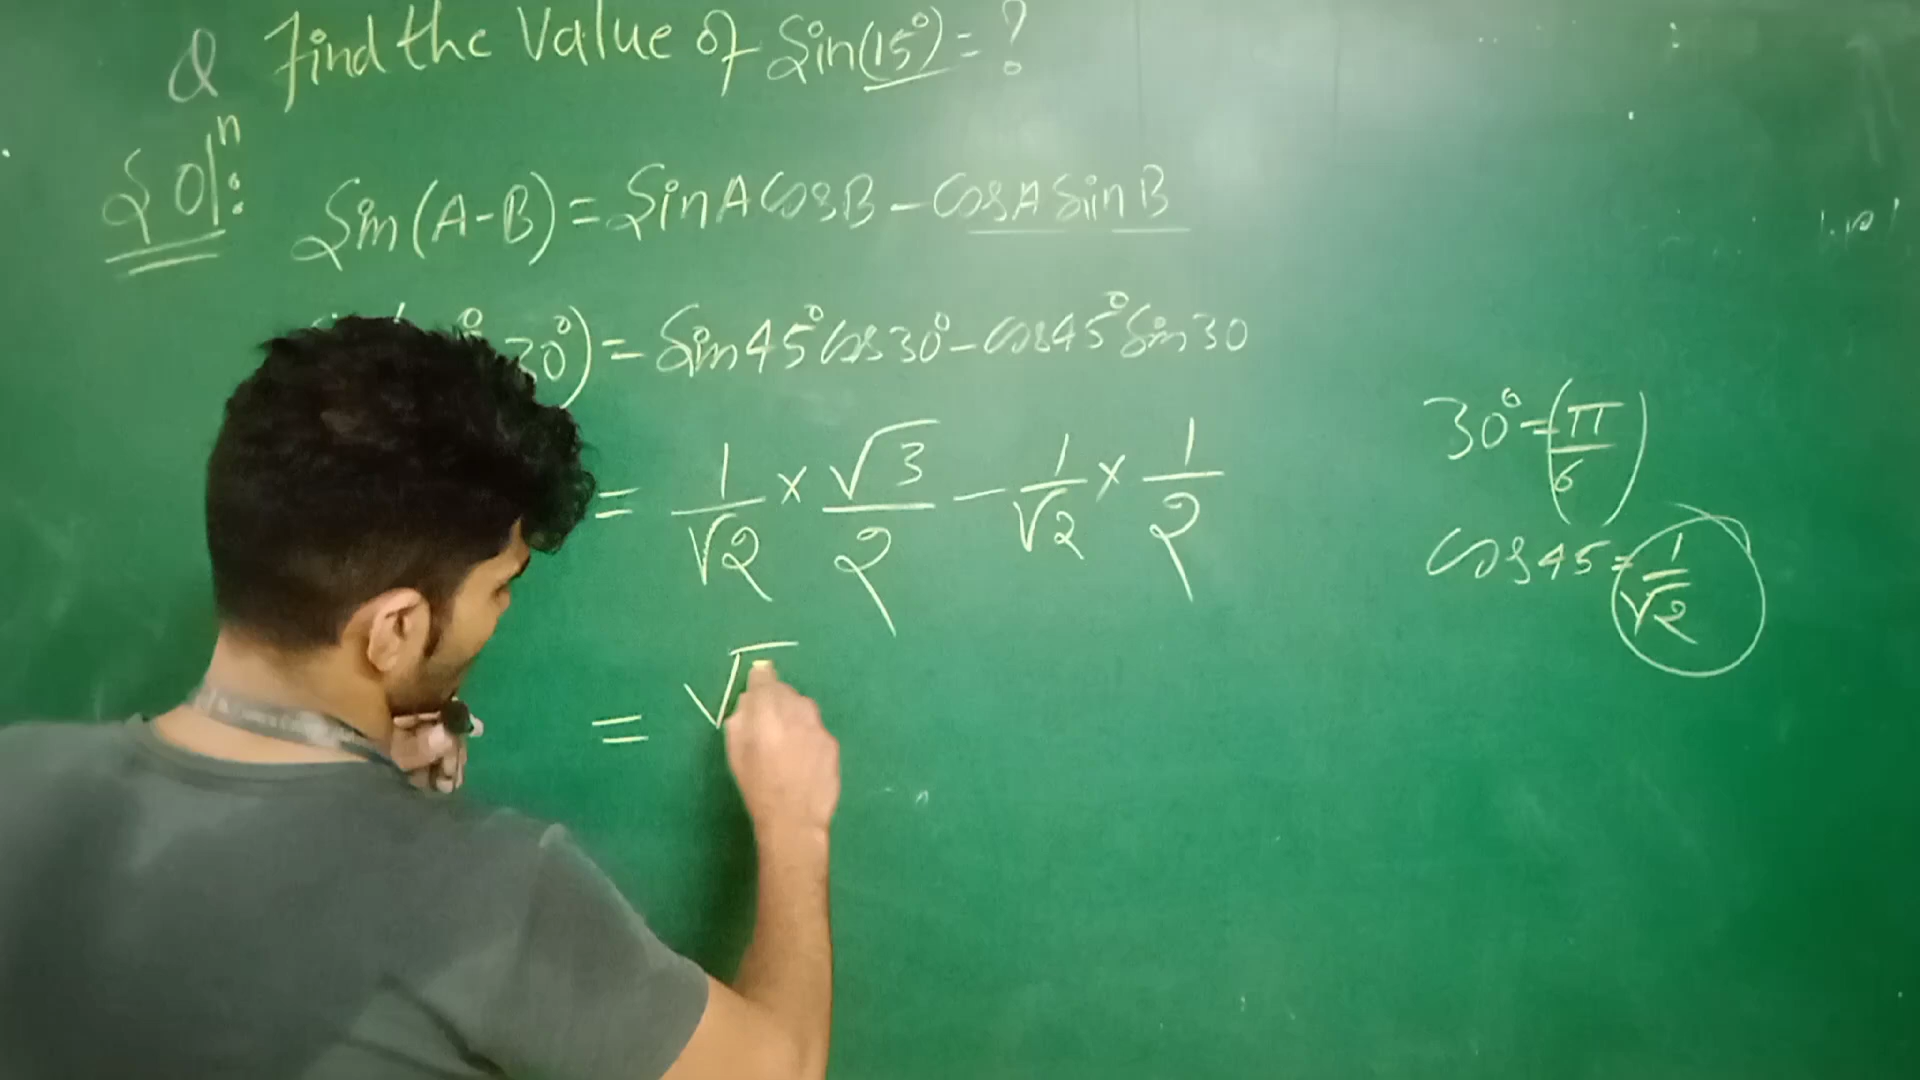 Q Find the Value of Sin(15°) = ?
Solⁿ:
Sin(A-B) = SinA CosB - CosA SinB
30°) = Sin45° Cos30° - Cos45° Sin30
= 1/√2 × √3/2 - 1/√2 × 1/2
= √
30° = (π/6)
Cos45 = 1/√2